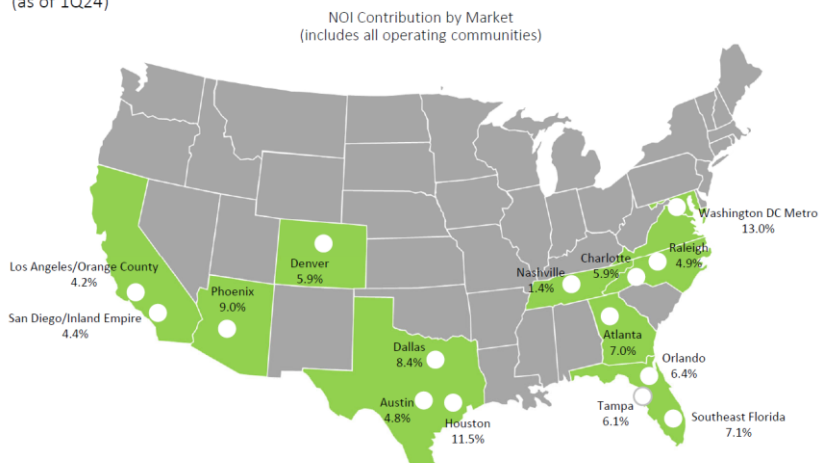 (as of 1Q24)
NOI Contribution by Market
(includes all operating communities)
Washington DC Metro
13.0%
Raleigh
4.9%
Charlotte
5.9%
Nashville
1.4%
Denver
5.9%
Los Angeles/Orange County
4.2%
Phoenix
9.0%
San Diego/Inland Empire
4.4%
Atlanta
7.0%
Dallas
8.4%
Orlando
6.4%
Austin
4.8%
Houston
11.5%
Tampa
6.1%
Southeast Florida
7.1%